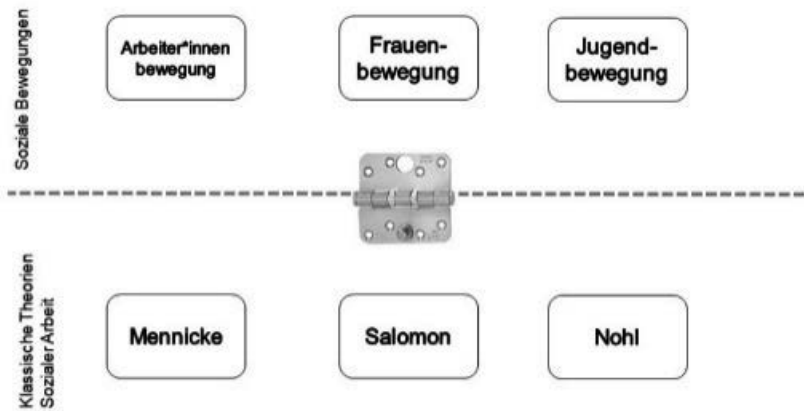 Soziale Bewegungen
Arbeiter*innen
bewegung
Frauen-
bewegung
Jugend-
bewegung
Klassische Theorien
Sozialer Arbeit
Mennicke
Salomon
Nohl